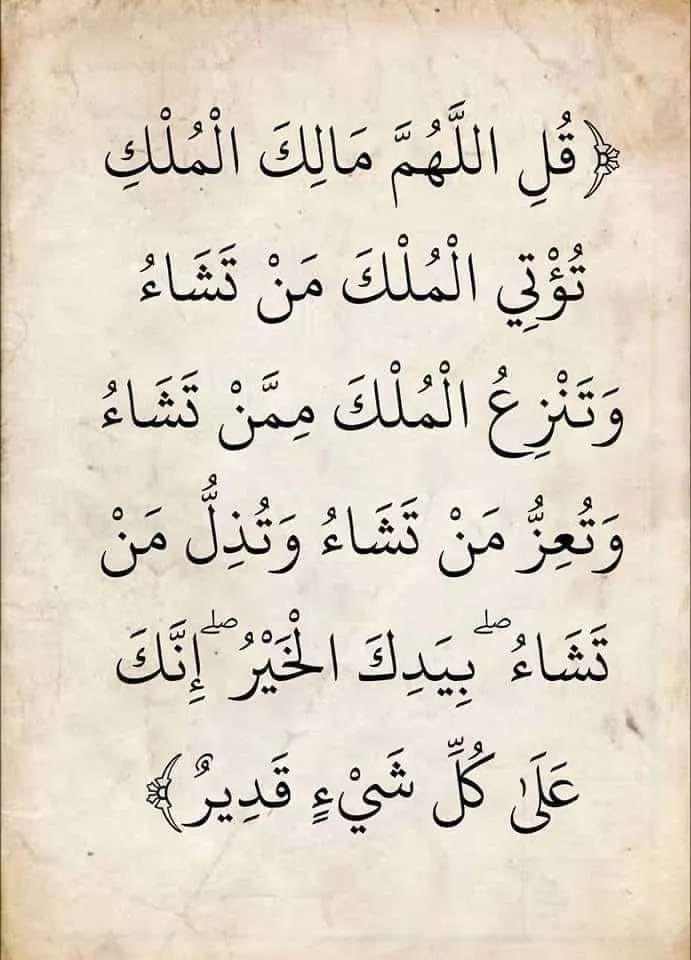 ﴿قُلِ اللَّهُمَّ مَالِكَ الْمُلْكِ
تُؤْتِي الْمُلْكَ مَنْ تَشَاءُ
وَتَنْزِعُ الْمُلْكَ مِمَّنْ تَشَاءُ
وَتُعِزُّ مَنْ تَشَاءُ وَتُذِلُّ مَنْ
تَشَاءُ ۖ بِيَدِكَ الْخَيْرُ ۖ إِنَّكَ
عَلَىٰ كُلِّ شَيْءٍ قَدِيرٌ﴾